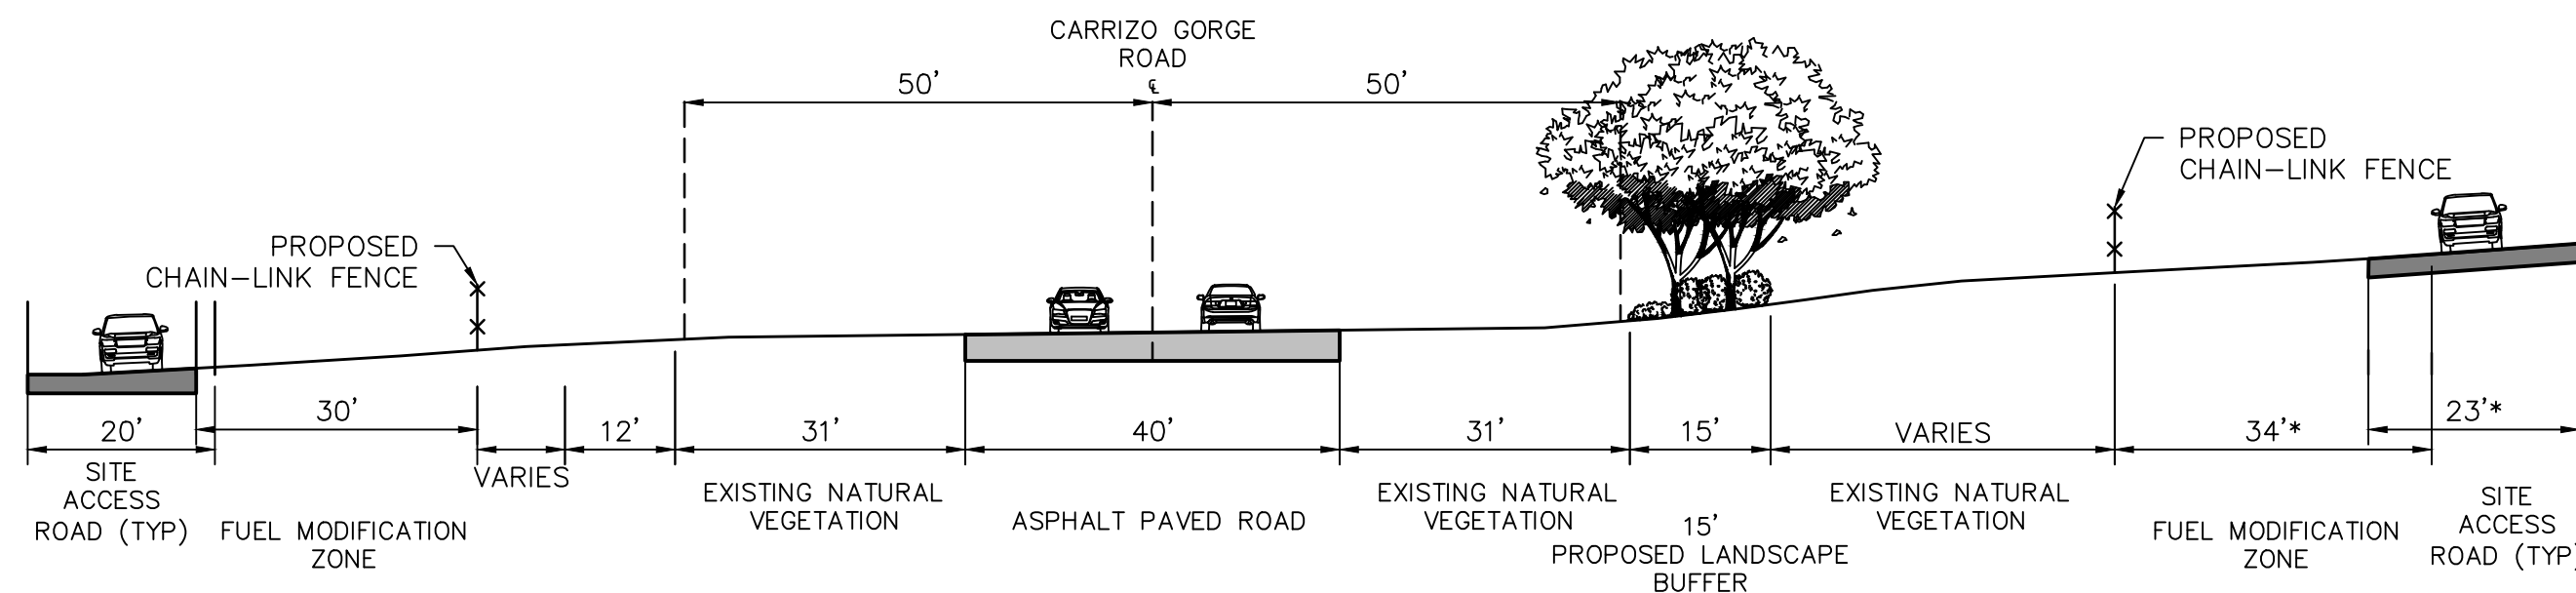 CARRIZO GORGE
ROAD
50’
℄
50’
PROPOSED
CHAIN–LINK FENCE
PROPOSED
CHAIN–LINK FENCE
20’
30’
VARIES
12’
31’
40’
31’
15’
VARIES
34’*
23’*
SITE
ACCESS
ROAD (TYP)
FUEL MODIFICATION
ZONE
EXISTING NATURAL
VEGETATION
ASPHALT PAVED ROAD
EXISTING NATURAL
VEGETATION
15’
PROPOSED LANDSCAPE
BUFFER
EXISTING NATURAL
VEGETATION
FUEL MODIFICATION
ZONE
SITE
ACCESS
ROAD (TYP)